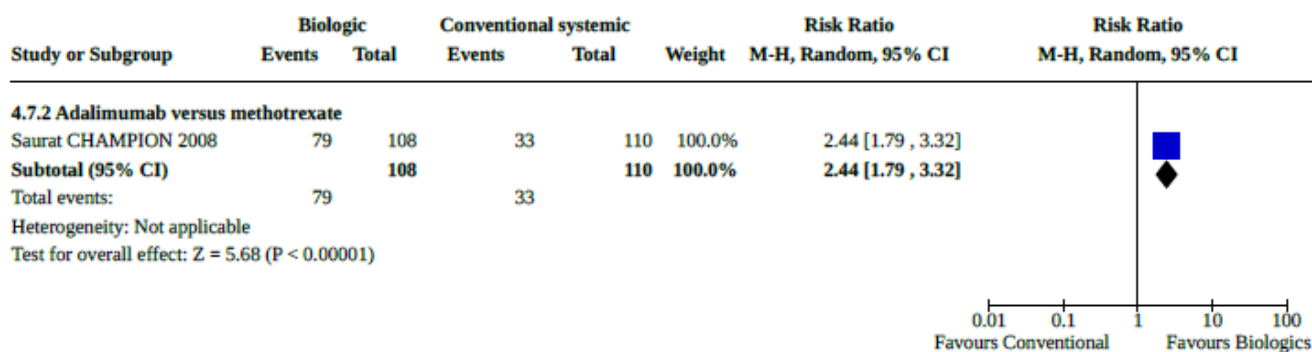 Biologic Conventional systemic Risk Ratio Risk Ratio
Study or Subgroup Events Total Events Total Weight M-H, Random, 95% CI M-H, Random, 95% CI
4.7.2 Adalimumab versus methotrexate
Saurat CHAMPION 2008 79 108 33 110 100.0% 2.44 [1.79 , 3.32]
Subtotal (95% CI) 108 110 100.0% 2.44 [1.79 , 3.32]
Total events: 79 33
Heterogeneity: Not applicable
Test for overall effect: Z = 5.68 (P < 0.00001)
0.01 0.1 1 10 100
Favours Conventional Favours Biologics